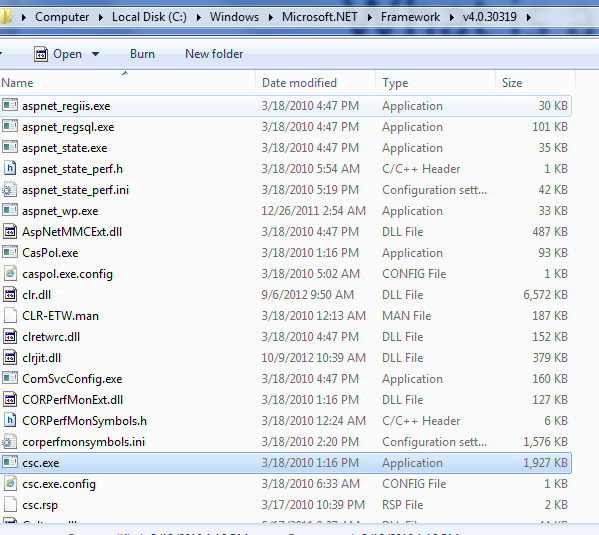 Computer Local Disk (C:) Windows Microsoft.NET Framework v4.0.30319
Open Burn New folder
Name Date modified Type Size
aspnet_regiis.exe 3/18/2010 4:47 PM Application 30 KB
aspnet_regsql.exe 3/18/2010 4:47 PM Application 101 KB
aspnet_state.exe 3/18/2010 4:47 PM Application 35 KB
aspnet_state_perf.h 3/18/2010 5:54 AM C/C++ Header 1 KB
aspnet_state_perf.ini 3/18/2010 5:19 PM Configuration sett... 42 KB
aspnet_wp.exe 12/26/2011 2:54 AM Application 33 KB
AspNetMMCExt.dll 3/18/2010 4:47 PM DLL File 487 KB
CasPol.exe 3/18/2010 1:16 PM Application 93 KB
caspol.exe.config 3/18/2010 5:02 AM CONFIG File 1 KB
clr.dll 9/6/2012 9:50 AM DLL File 6,572 KB
CLR-ETW.man 3/18/2010 12:13 AM MAN File 187 KB
clretwrc.dll 3/18/2010 4:47 PM DLL File 152 KB
clrjit.dll 10/9/2012 10:39 AM DLL File 379 KB
ComSvcConfig.exe 3/18/2010 4:47 PM Application 160 KB
CORPerfMonExt.dll 3/18/2010 1:16 PM DLL File 127 KB
CORPerfMonSymbols.h 3/18/2010 12:24 AM C/C++ Header 6 KB
corperfmonsymbols.ini 3/18/2010 2:20 PM Configuration sett... 1,576 KB
csc.exe 3/18/2010 1:16 PM Application 1,927 KB
csc.exe.config 3/18/2010 6:33 AM CONFIG File 1 KB
csc.rsp 3/17/2010 10:39 PM RSP File 2 KB